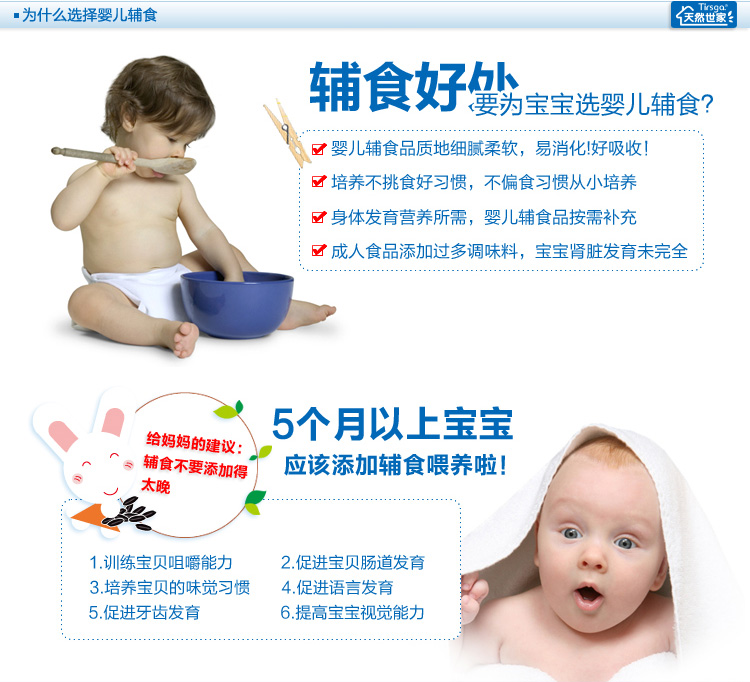 为什么选择婴儿辅食
Tirsga®
天然世家
辅食好处
要为宝宝选婴儿辅食?
婴儿辅食品质地细腻柔软，易消化!好吸收!
培养不挑食好习惯，不偏食习惯从小培养
身体发育营养所需，婴儿辅食品按需补充
成人食品添加过多调味料，宝宝肾脏发育未完全
5个月以上宝宝
应该添加辅食喂养啦!
给妈妈的建议:
辅食不要添加得
太晚
1.训练宝贝咀嚼能力
2.促进宝贝肠道发育
3.培养宝贝的味觉习惯
4.促进语言发育
5.促进牙齿发育
6.提高宝宝视觉能力